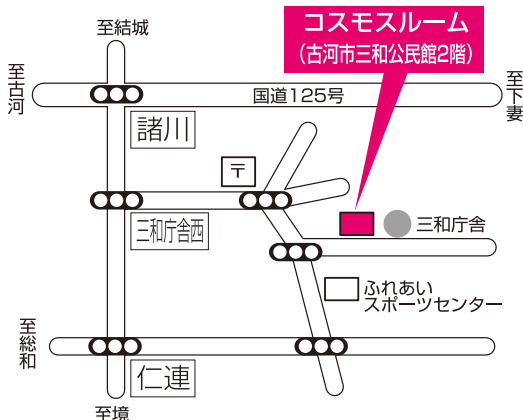 コスモスルーム
（古河市三和公民館2階）
至結城
至古河
国道125号
至下妻
諸川
〒
三和庁舎西
三和庁舎
ふれあい
スポーツセンター
至総和
仁連
至境